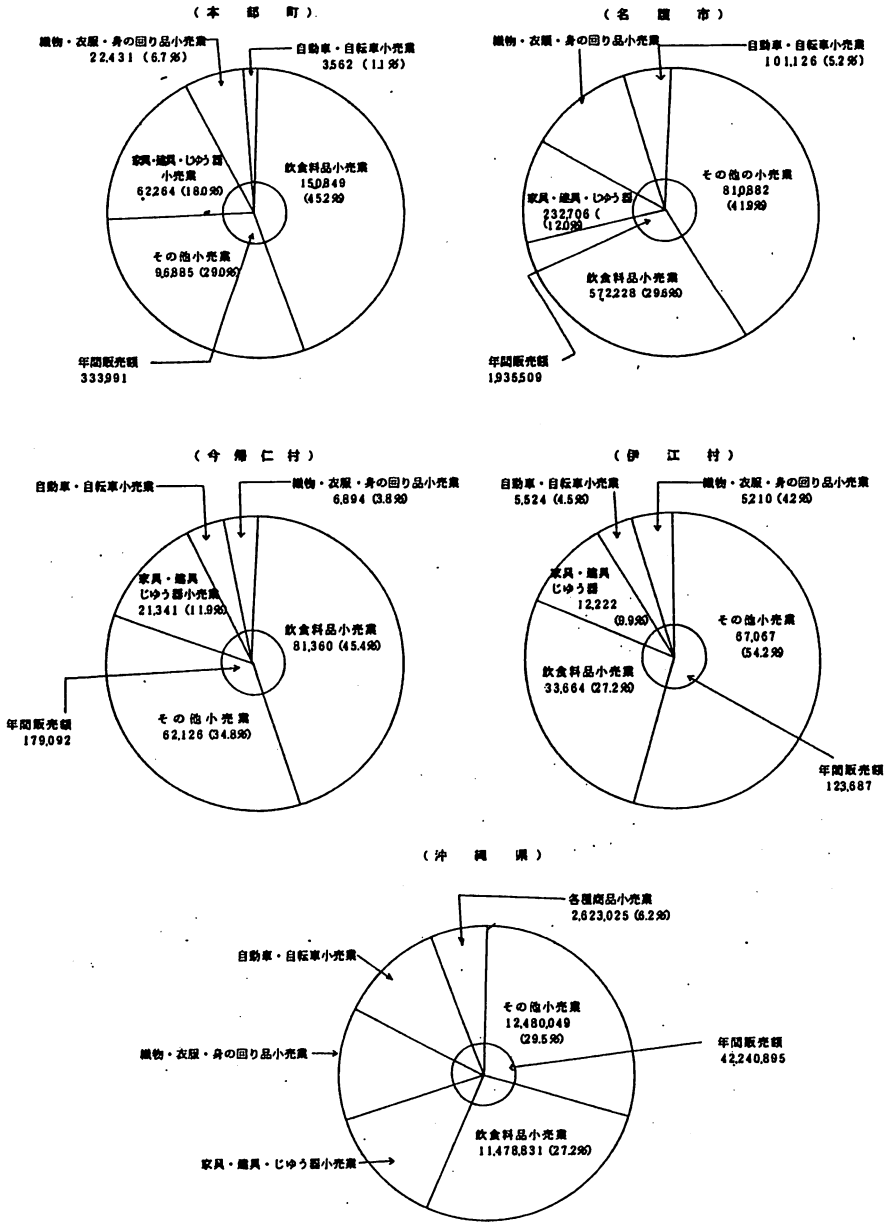 (本部町)
織物・衣服・身の回り品小売業
22,431 (6.7%)
自動車・自転車小売業
3,562 (1.1%)
家具・建具・じゅう器
小売業
62,264 (18.0%)
飲食料品小売業
150,849
(45.2%)
その他小売業
96,885 (29.0%)
年間販売額
333,991
(名護市)
織物・衣服・身の回り品小売業
自動車・自転車小売業
101,126 (5.2%)
その他の小売業
810,882
(41.9%)
家具・建具・じゅう器
232,706 (
(12.0%)
飲食料品小売業
572,228 (29.6%)
年間販売額
1,935,509
(今帰仁村)
自動車・自転車小売業
織物・衣服・身の回り品小売業
6,894 (3.8%)
家具・建具
じゅう器小売業
21,341 (11.9%)
飲食料品小売業
81,360 (45.4%)
その他小売業
62,126 (34.8%)
年間販売額
179,092
(伊江村)
自動車・自転車小売業
5,524 (4.5%)
織物・衣服・身の回り品小売業
5,210 (4.2%)
家具・建具
じゅう器
12,222
(9.9%)
その他小売業
67,067
(54.2%)
飲食料品小売業
33,664 (27.2%)
年間販売額
123,687
(沖縄県)
各種商品小売業
2,623,025 (6.2%)
自動車・自転車小売業
その他小売業
12,480,049
(29.5%)
織物・衣服・身の回り品小売業
年間販売額
42,240,895
飲食料品小売業
11,478,831 (27.2%)
家具・建具・じゅう器小売業